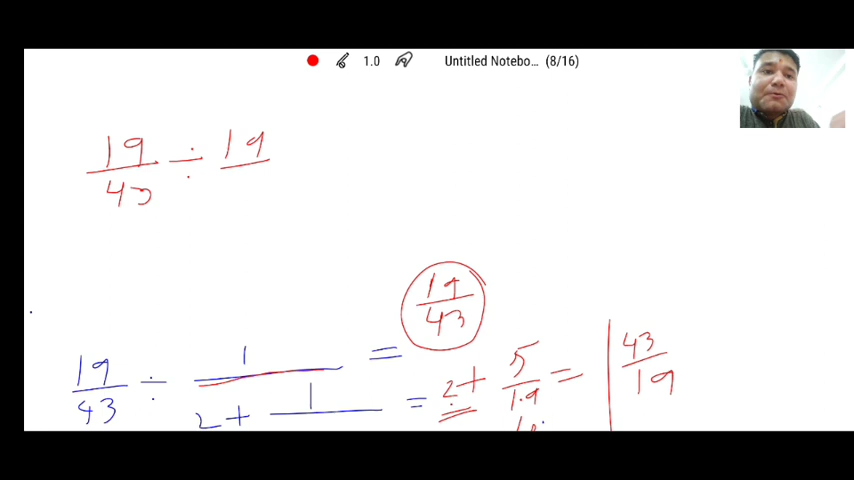 1.0 Untitled Notebo... (8/16)
19/43 ÷ 19/
19/43
19/43 ÷ 1/(2 + 1/ = 2 + 5/19 = 43/19